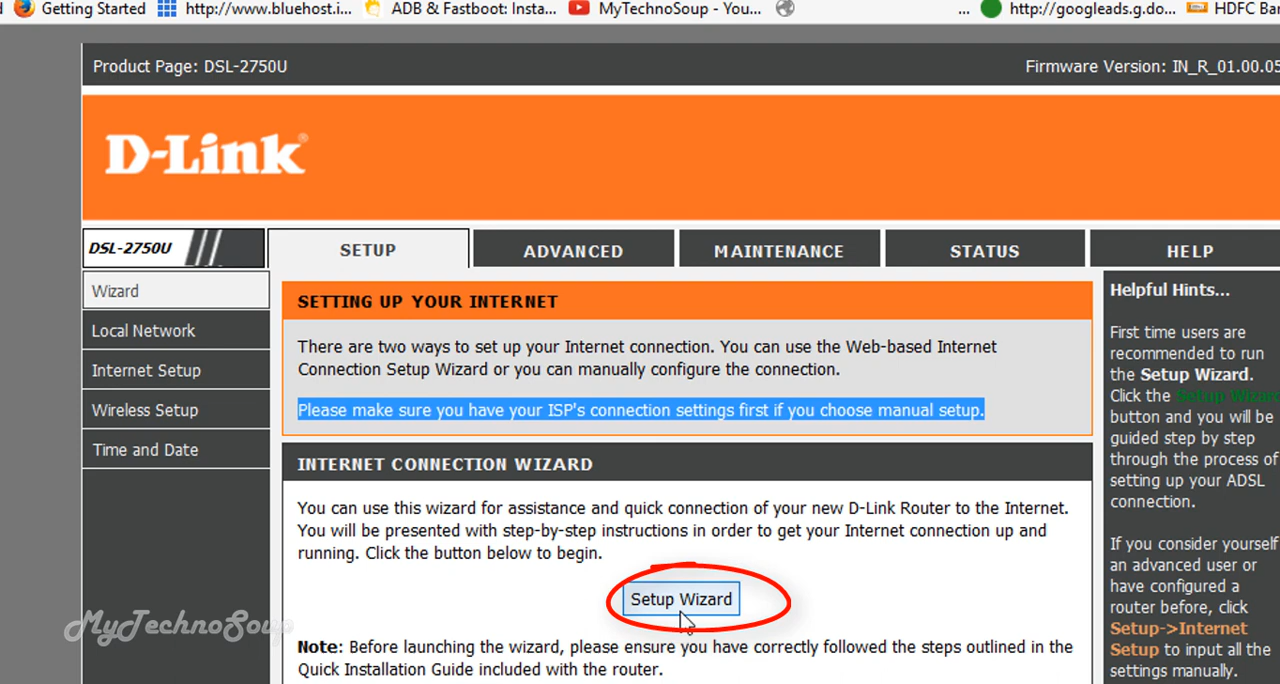 Getting Started http://www.bluehost.i... ADB & Fastboot: Insta... MyTechnoSoup - You... ... http://googleads.g.do... HDFC Ban
Product Page: DSL-2750U Firmware Version: IN_R_01.00.05
D-Link®
DSL-2750U SETUP ADVANCED MAINTENANCE STATUS HELP
Wizard
Local Network
Internet Setup
Wireless Setup
Time and Date
SETTING UP YOUR INTERNET
There are two ways to set up your Internet connection. You can use the Web-based Internet
Connection Setup Wizard or you can manually configure the connection.
Please make sure you have your ISP's connection settings first if you choose manual setup.
INTERNET CONNECTION WIZARD
You can use this wizard for assistance and quick connection of your new D-Link Router to the Internet.
You will be presented with step-by-step instructions in order to get your Internet connection up and
running. Click the button below to begin.
Setup Wizard
Note: Before launching the wizard, please ensure you have correctly followed the steps outlined in the
Quick Installation Guide included with the router.
Helpful Hints...
First time users are
recommended to run
the Setup Wizard.
Click the Setup Wizard
button and you will be
guided step by step
through the process of
setting up your ADSL
connection.
If you consider yourself
an advanced user or
have configured a
router before, click
Setup->Internet
Setup to input all the
settings manually.
MyTechnoSoup